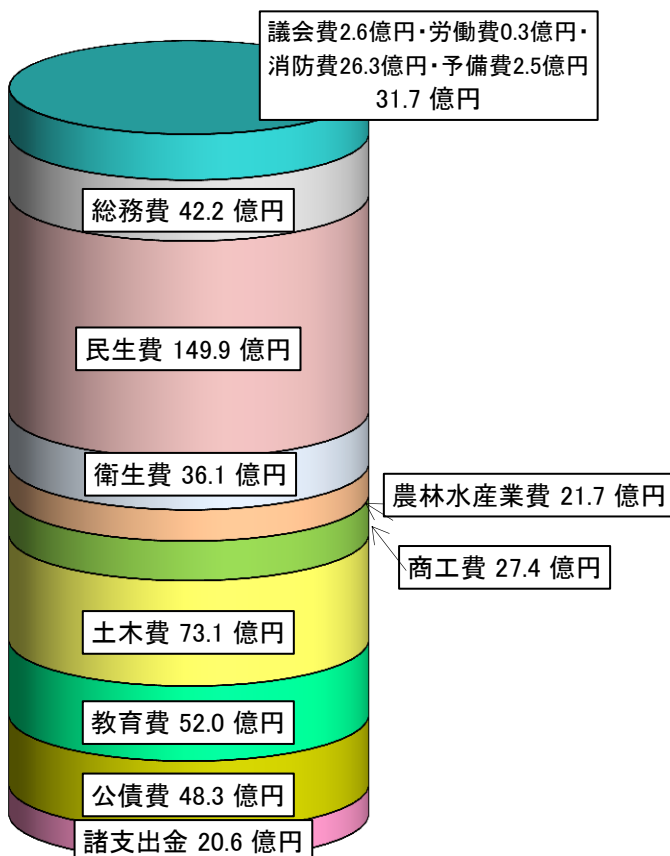 議会費2.6億円・労働費0.3億円・
消防費26.3億円・予備費2.5億円
31.7 億円
総務費 42.2 億円
民生費 149.9 億円
衛生費 36.1 億円
農林水産業費 21.7 億円
商工費 27.4 億円
土木費 73.1 億円
教育費 52.0 億円
公債費 48.3 億円
諸支出金 20.6 億円